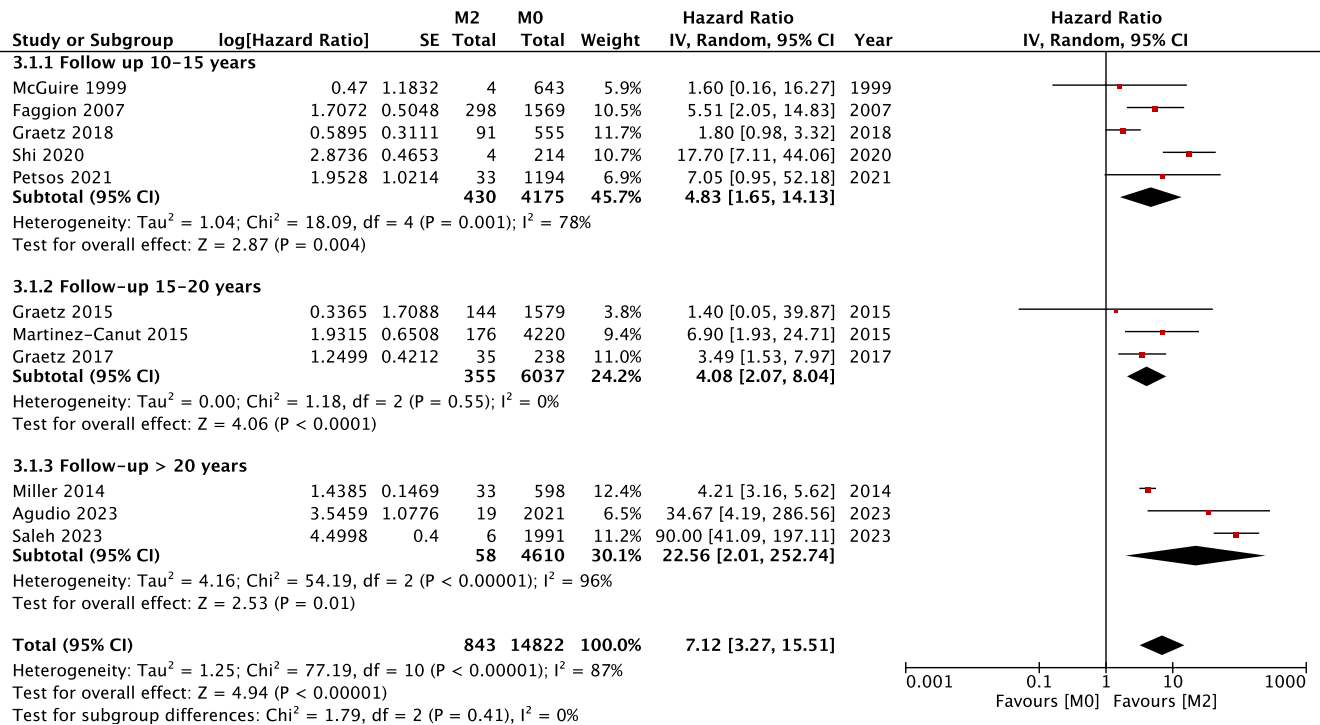 M2 M0 Hazard Ratio Hazard Ratio
Study or Subgroup log[Hazard Ratio] SE Total Total Weight IV, Random, 95% CI Year IV, Random, 95% CI
3.1.1 Follow up 10-15 years
McGuire 1999 0.47 1.1832 4 643 5.9% 1.60 [0.16, 16.27] 1999
Faggion 2007 1.7072 0.5048 298 1569 10.5% 5.51 [2.05, 14.83] 2007
Graetz 2018 0.5895 0.3111 91 555 11.7% 1.80 [0.98, 3.32] 2018
Shi 2020 2.8736 0.4653 4 214 10.7% 17.70 [7.11, 44.06] 2020
Petsos 2021 1.9528 1.0214 33 1194 6.9% 7.05 [0.95, 52.18] 2021
Subtotal (95% CI) 430 4175 45.7% 4.83 [1.65, 14.13]
Heterogeneity: Tau² = 1.04; Chi² = 18.09, df = 4 (P = 0.001); I² = 78%
Test for overall effect: Z = 2.87 (P = 0.004)
3.1.2 Follow-up 15-20 years
Graetz 2015 0.3365 1.7088 144 1579 3.8% 1.40 [0.05, 39.87] 2015
Martinez-Canut 2015 1.9315 0.6508 176 4220 9.4% 6.90 [1.93, 24.71] 2015
Graetz 2017 1.2499 0.4212 35 238 11.0% 3.49 [1.53, 7.97] 2017
Subtotal (95% CI) 355 6037 24.2% 4.08 [2.07, 8.04]
Heterogeneity: Tau² = 0.00; Chi² = 1.18, df = 2 (P = 0.55); I² = 0%
Test for overall effect: Z = 4.06 (P < 0.0001)
3.1.3 Follow-up > 20 years
Miller 2014 1.4385 0.1469 33 598 12.4% 4.21 [3.16, 5.62] 2014
Agudio 2023 3.5459 1.0776 19 2021 6.5% 34.67 [4.19, 286.56] 2023
Saleh 2023 4.4998 0.4 6 1991 11.2% 90.00 [41.09, 197.11] 2023
Subtotal (95% CI) 58 4610 30.1% 22.56 [2.01, 252.74]
Heterogeneity: Tau² = 4.16; Chi² = 54.19, df = 2 (P < 0.00001); I² = 96%
Test for overall effect: Z = 2.53 (P = 0.01)
Total (95% CI) 843 14822 100.0% 7.12 [3.27, 15.51]
Heterogeneity: Tau² = 1.25; Chi² = 77.19, df = 10 (P < 0.00001); I² = 87%
Test for overall effect: Z = 4.94 (P < 0.00001)
Test for subgroup differences: Chi² = 1.79, df = 2 (P = 0.41), I² = 0%
0.001 0.1 1 10 1000
Favours [M0] Favours [M2]